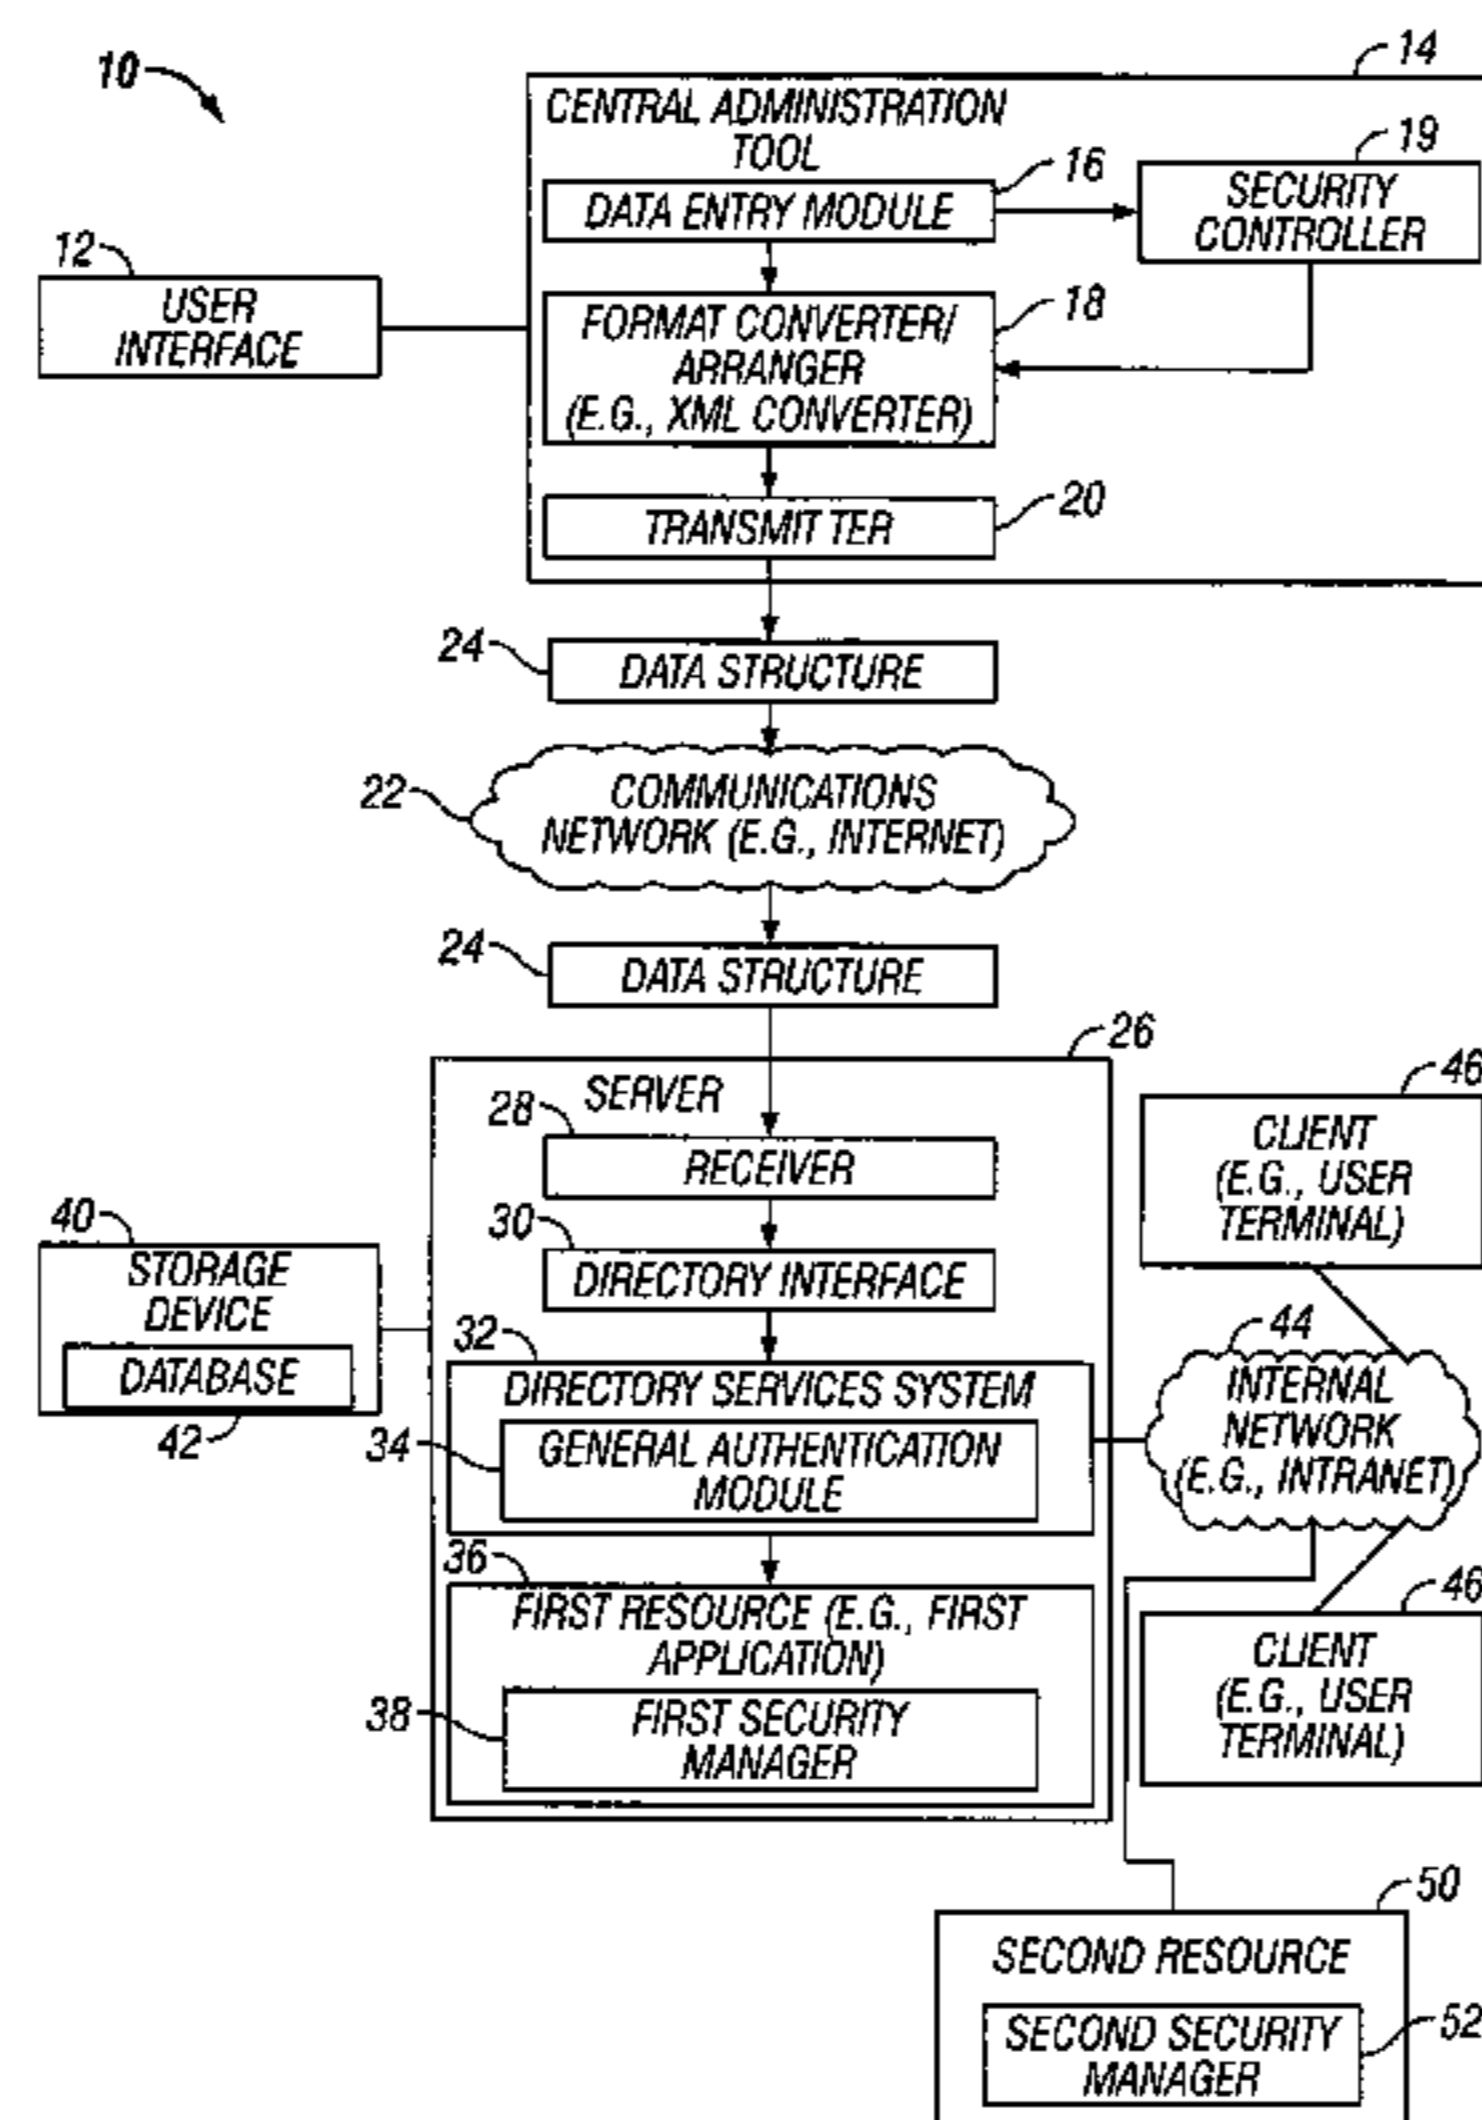 10
14
CENTRAL ADMINISTRATION
TOOL
16
DATA ENTRY MODULE
19
SECURITY
CONTROLLER
12
USER
INTERFACE
18
FORMAT CONVERTER/
ARRANGER
(E.G., XML CONVERTER)
20
TRANSMITTER
24
DATA STRUCTURE
22
COMMUNICATIONS
NETWORK (E.G., INTERNET)
24
DATA STRUCTURE
26
SERVER
28
RECEIVER
46
CLIENT
(E.G., USER
TERMINAL)
30
DIRECTORY INTERFACE
40
STORAGE
DEVICE
DATABASE
42
32
DIRECTORY SERVICES SYSTEM
34
GENERAL AUTHENTICATION
MODULE
44
INTERNAL
NETWORK
(E.G., INTRANET)
36
FIRST RESOURCE (E.G., FIRST
APPLICATION)
38
FIRST SECURITY
MANAGER
46
CLIENT
(E.G., USER
TERMINAL)
50
SECOND RESOURCE
52
SECOND SECURITY
MANAGER